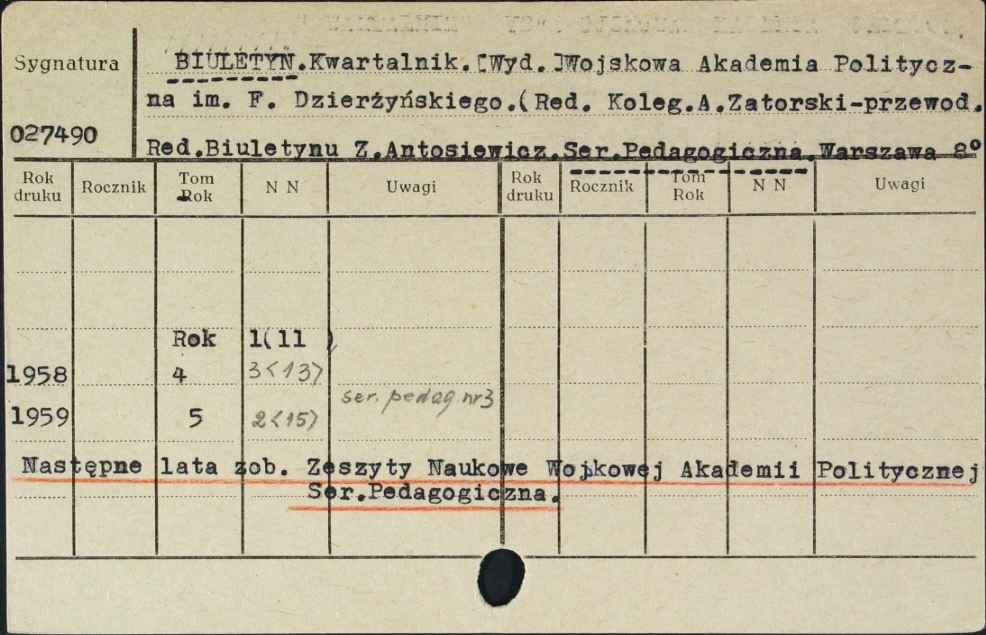 Sygnatura
BIULETYN.Kwartalnik.[Wyd.]Wojskowa Akademia Politycz-
na im. F. Dzierżyńskiego.(Red. Koleg.A.Zatorski-przewod.
027490
Red.Biuletynu Z.Antosiewicz.Ser.Pedagogiczna.Warszawa 8°
Rok druku Rocznik Tom Rok N N Uwagi Rok druku Rocznik Tom Rok N N Uwagi
Rok 1(11 )
1958 4 3<13>
ser. pedag. nr3
1959 5 2<15>
Następne lata zob. Zeszyty Naukowe Wojkowej Akademii Politycznej
Ser.Pedagogiczna.